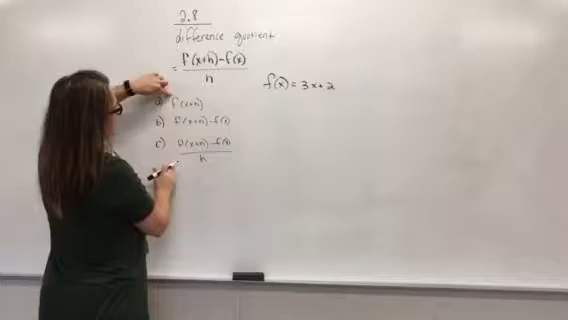 2.8
difference quotient
= f(x+h)-f(x)
h
f(x)= 3x+2
a) f(x+h)
b) f(x+h)-f(x)
c) f(x+h)-f(x)
h